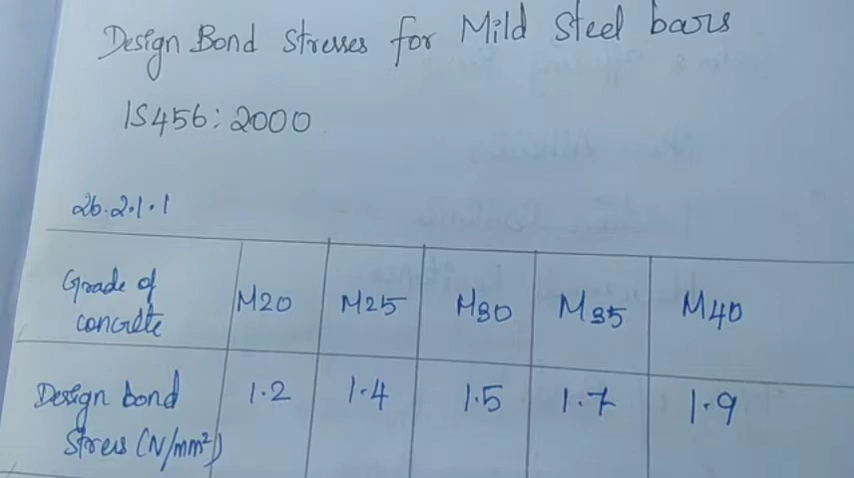 Design Bond Stresses for Mild Steel bars
IS456:2000
26.2.1.1
Grade of concrete M20 M25 M30 M35 M40
Design bond stress (N/mm²) 1.2 1.4 1.5 1.7 1.9